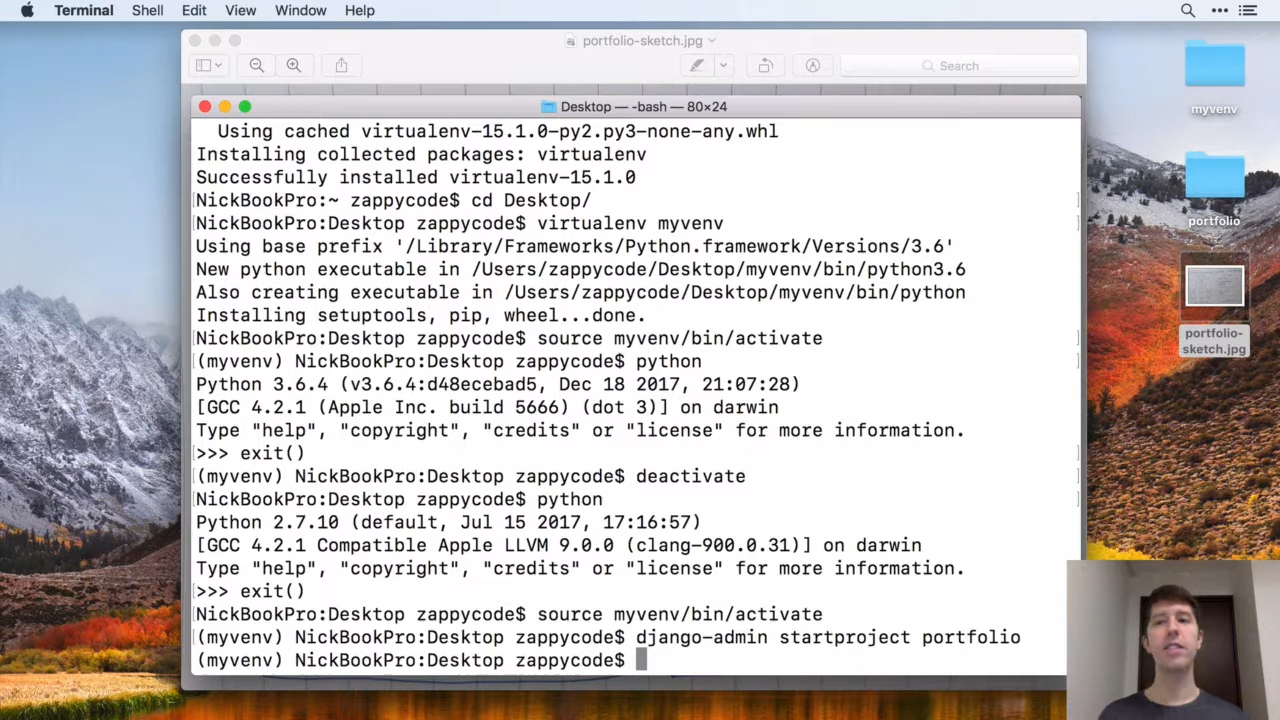 Terminal Shell Edit View Window Help
portfolio-sketch.jpg
Search
Desktop — -bash — 80×24
Using cached virtualenv-15.1.0-py2.py3-none-any.whl
Installing collected packages: virtualenv
Successfully installed virtualenv-15.1.0
NickBookPro:~ zappycode$ cd Desktop/
NickBookPro:Desktop zappycode$ virtualenv myvenv
Using base prefix '/Library/Frameworks/Python.framework/Versions/3.6'
New python executable in /Users/zappycode/Desktop/myvenv/bin/python3.6
Also creating executable in /Users/zappycode/Desktop/myvenv/bin/python
Installing setuptools, pip, wheel...done.
NickBookPro:Desktop zappycode$ source myvenv/bin/activate
(myvenv) NickBookPro:Desktop zappycode$ python
Python 3.6.4 (v3.6.4:d48ecebad5, Dec 18 2017, 21:07:28)
[GCC 4.2.1 (Apple Inc. build 5666) (dot 3)] on darwin
Type "help", "copyright", "credits" or "license" for more information.
>>> exit()
(myvenv) NickBookPro:Desktop zappycode$ deactivate
NickBookPro:Desktop zappycode$ python
Python 2.7.10 (default, Jul 15 2017, 17:16:57)
[GCC 4.2.1 Compatible Apple LLVM 9.0.0 (clang-900.0.31)] on darwin
Type "help", "copyright", "credits" or "license" for more information.
>>> exit()
NickBookPro:Desktop zappycode$ source myvenv/bin/activate
(myvenv) NickBookPro:Desktop zappycode$ django-admin startproject portfolio
(myvenv) NickBookPro:Desktop zappycode$
myvenv
portfolio
portfolio-
sketch.jpg